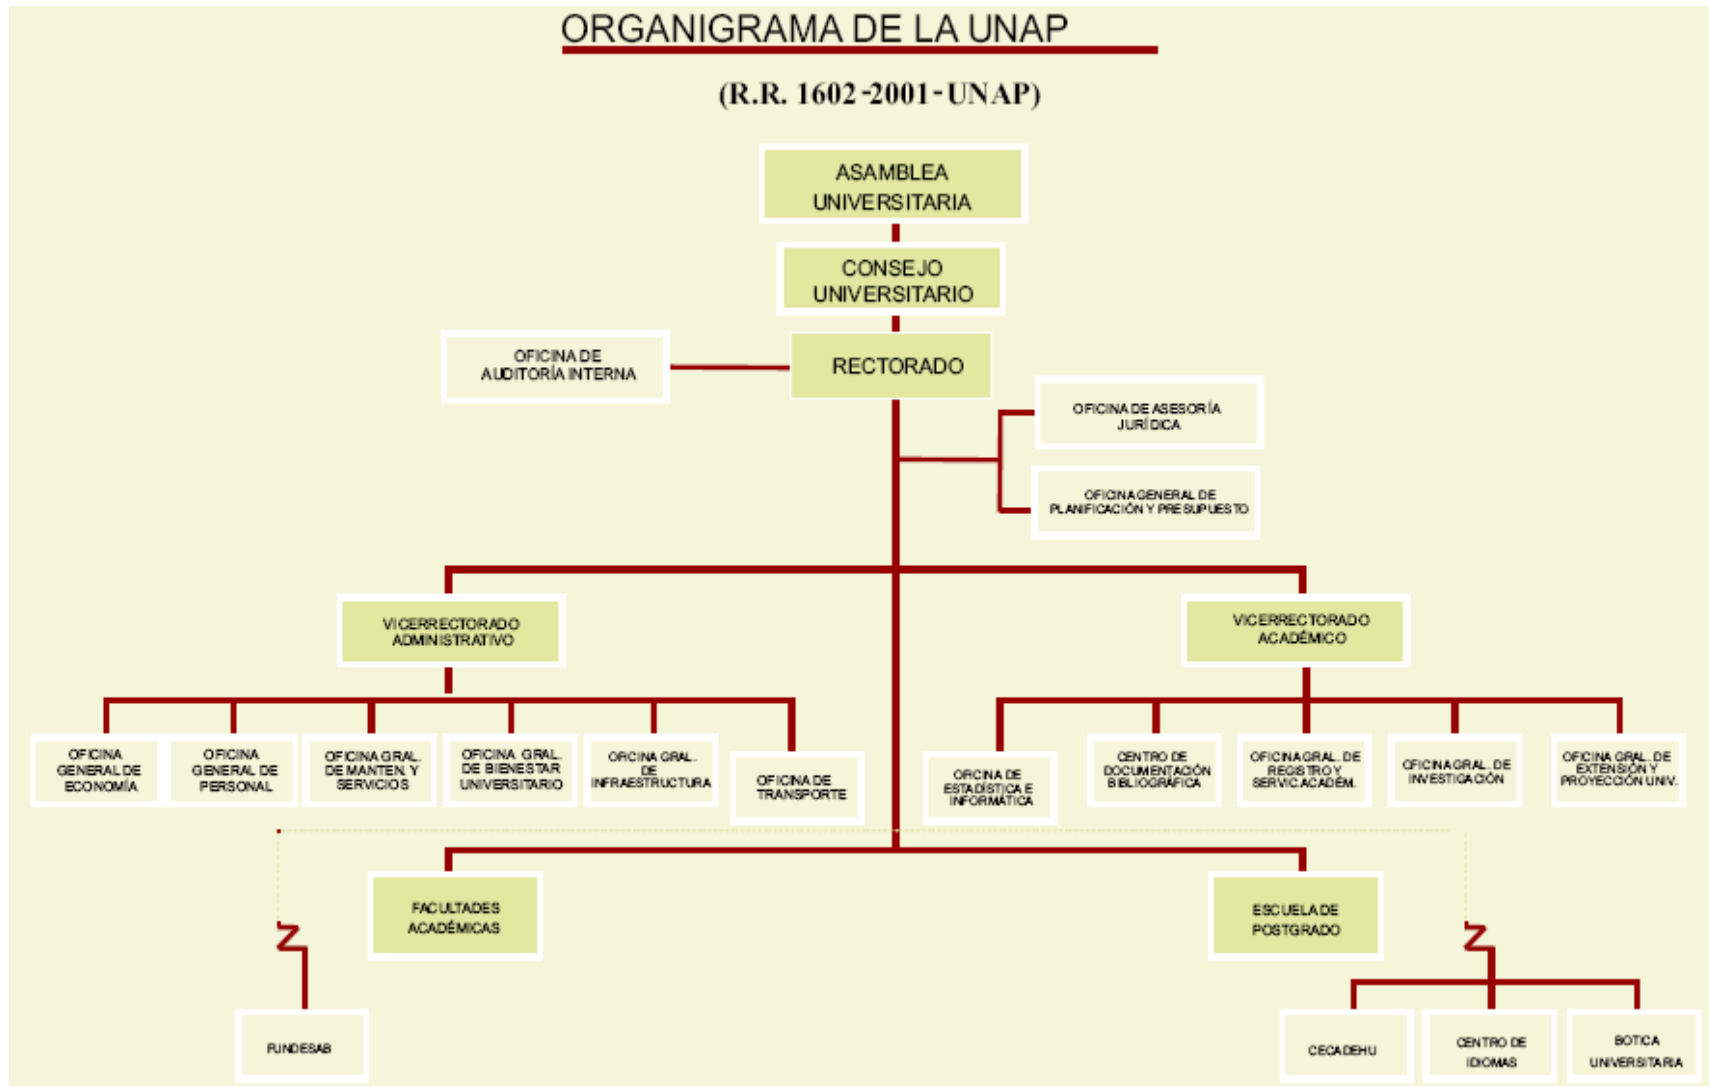 ORGANIGRAMA DE LA UNAP
(R.R. 1602-2001-UNAP)
ASAMBLEA
UNIVERSITARIA
CONSEJO
UNIVERSITARIO
RECTORADO
OFICINA DE
AUDITORÍA INTERNA
OFICINA DE ASESORÍA
JURÍDICA
OFICINA GENERAL DE
PLANIFICACIÓN Y PRESUPUESTO
VICERRECTORADO
ADMINISTRATIVO
VICERRECTORADO
ACADÉMICO
OFICINA
GENERAL DE
ECONOMÍA
OFICINA
GENERAL DE
PERSONAL
OFICINA GRAL.
DE MANTEN. Y
SERVICIOS
OFICINA GRAL.
DE BIENESTAR
UNIVERSITARIO
OFICINA GRAL.
DE
INFRAESTRUCTURA
OFICINA DE
TRANSPORTE
OFICINA DE
ESTADÍSTICA E
INFORMÁTICA
CENTRO DE
DOCUMENTACIÓN
BIBLIOGRÁFICA
OFICINA GRAL. DE
REGISTRO Y
SERVIC. ACADÉM.
OFICINA GRAL. DE
INVESTIGACIÓN
OFICINA GRAL. DE
EXTENSIÓN Y
PROYECCIÓN UNIV.
FACULTADES
ACADÉMICAS
ESCUELA DE
POSTGRADO
FUNDESAB
CECADEHU
CENTRO DE
IDIOMAS
BOTICA
UNIVERSITARIA